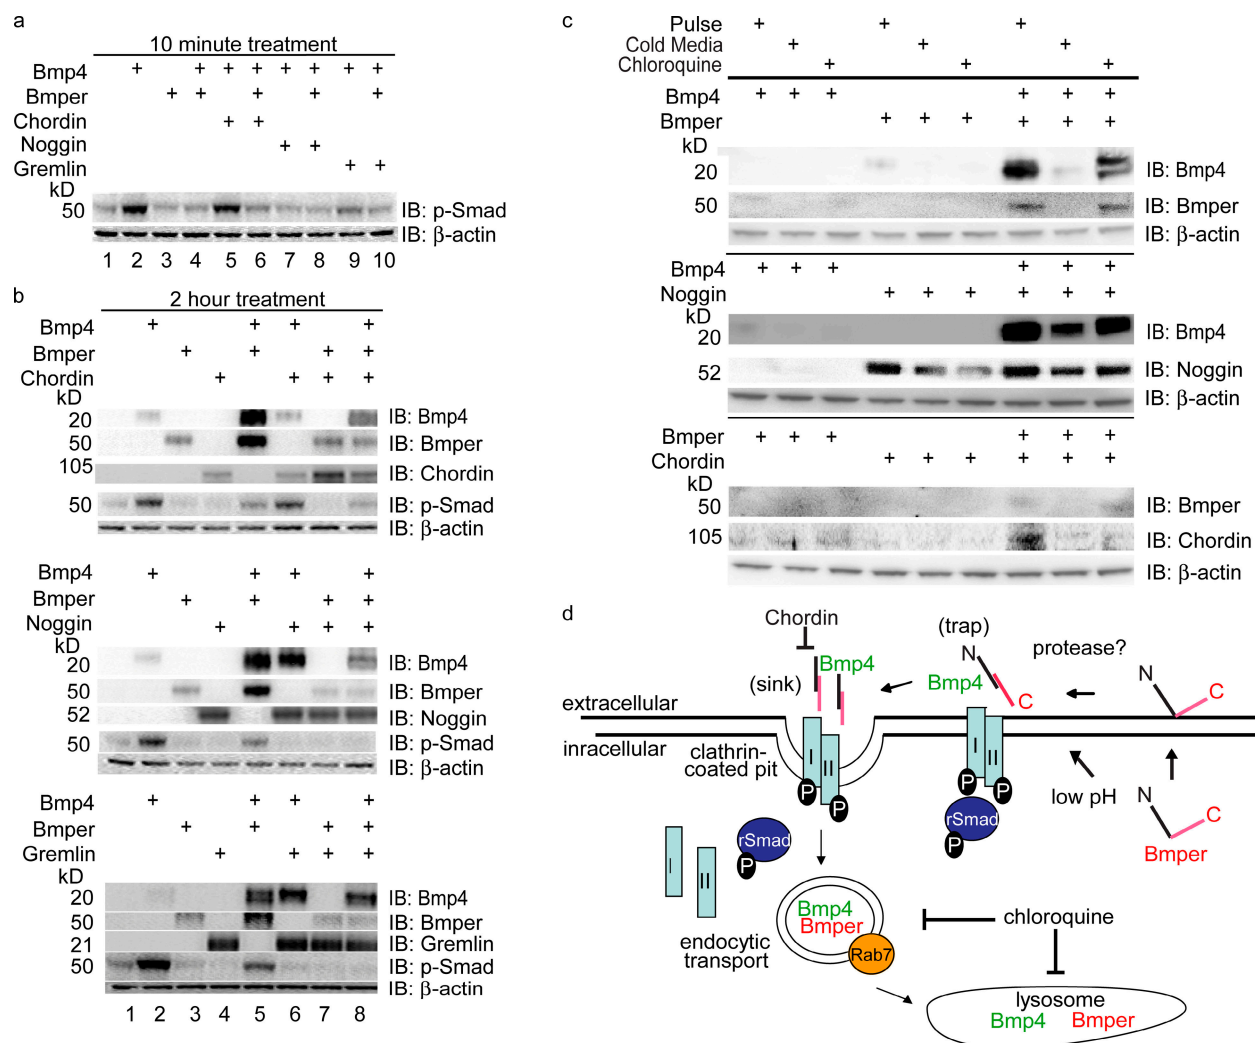 a
10 minute treatment
Bmp4 + + + + + + + +
Bmper + + + + +
Chordin + +
Noggin + +
Gremlin + +
kD
50 IB: p-Smad
IB: β-actin
1 2 3 4 5 6 7 8 9 10
b
2 hour treatment
Bmp4 + + + +
Bmper + + + +
Chordin + + + +
kD
20 IB: Bmp4
50 IB: Bmper
105 IB: Chordin
50 IB: p-Smad
IB: β-actin
Bmp4 + + + +
Bmper + + + +
Noggin + + + +
kD
20 IB: Bmp4
50 IB: Bmper
52 IB: Noggin
50 IB: p-Smad
IB: β-actin
Bmp4 + + + +
Bmper + + + +
Gremlin + + + +
kD
20 IB: Bmp4
50 IB: Bmper
21 IB: Gremlin
50 IB: p-Smad
IB: β-actin
1 2 3 4 5 6 7 8
c
Pulse + + +
Cold Media + + +
Chloroquine + + +
Bmp4 + + + + + +
Bmper + + + + + +
kD
20 IB: Bmp4
50 IB: Bmper
IB: β-actin
Bmp4 + + + + + +
Noggin + + + + + +
kD
20 IB: Bmp4
52 IB: Noggin
IB: β-actin
Bmper + + + + + +
Chordin + + + + + +
kD
50 IB: Bmper
105 IB: Chordin
IB: β-actin
d
Chordin
Bmp4
(sink)
(trap)
N
Bmp4
C
protease?
N
C
extracellular
inracellular
clathrin-
coated pit
I
II
P
P
I
II
P
P
rSmad
P
low pH
N
C
Bmper
I
II
rSmad
P
Bmp4
Bmper
Rab7
endocytic
transport
chloroquine
lysosome
Bmp4 Bmper